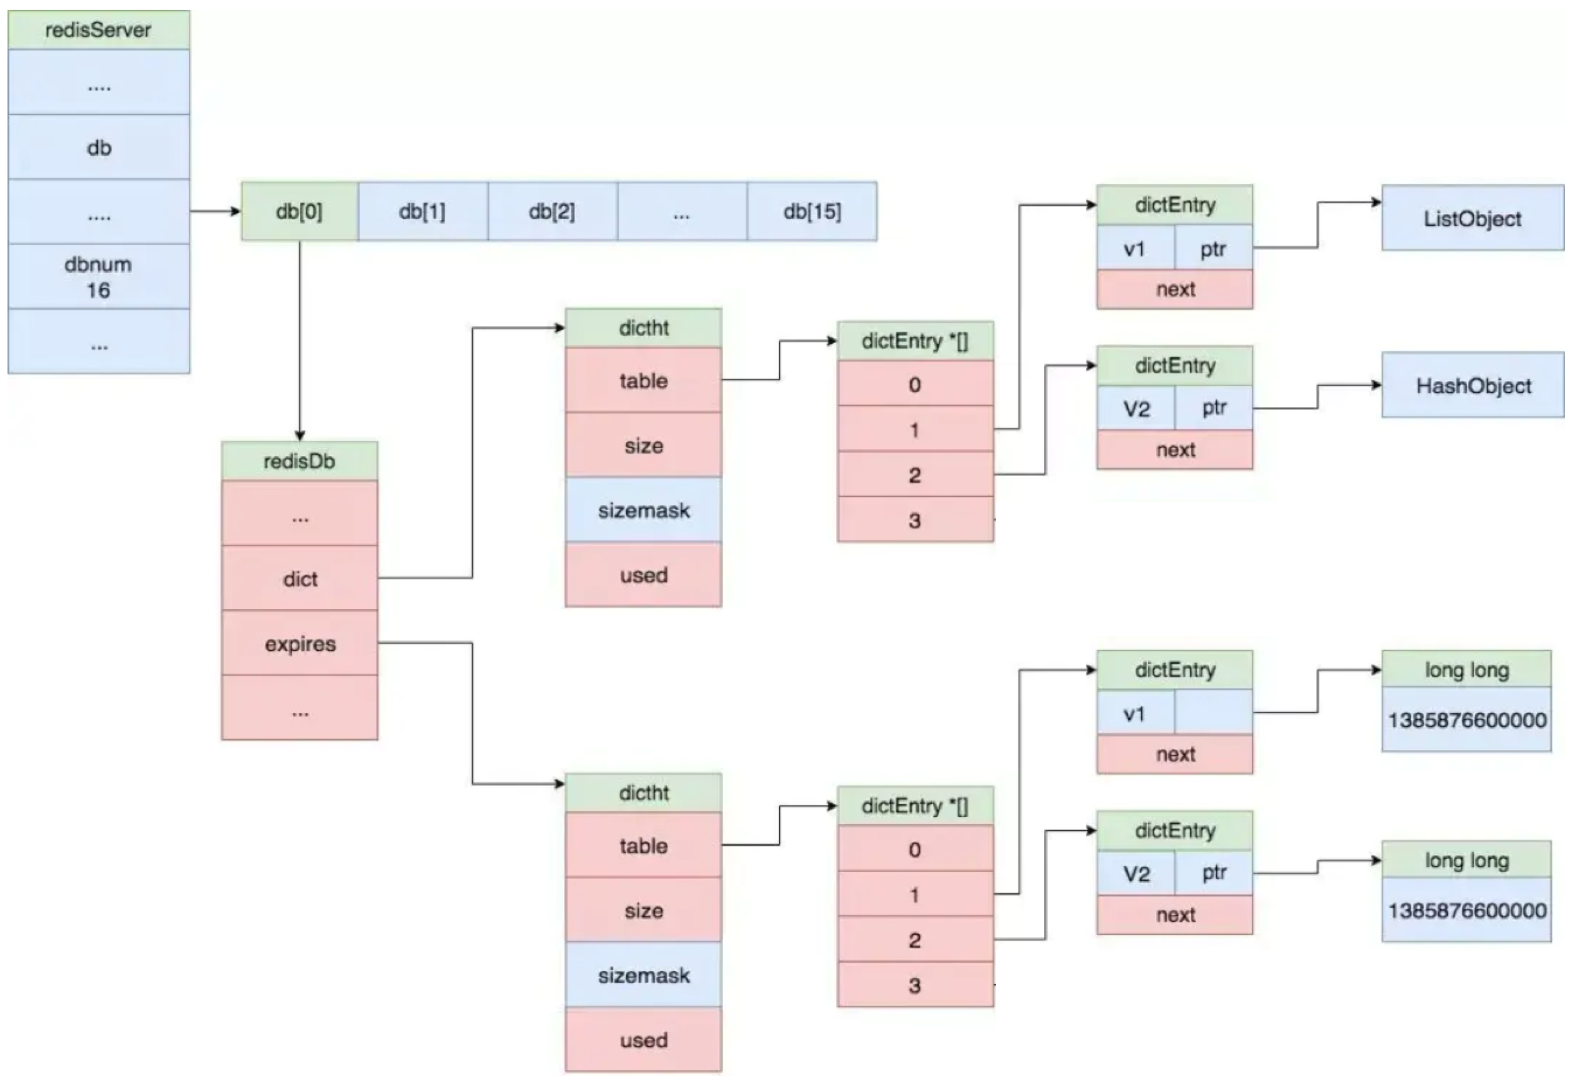 redisServer
....
db
....
dbnum
16
...
db[0] db[1] db[2] ... db[15]
redisDb
...
dict
expires
...
dictht
table
size
sizemask
used
dictEntry *[]
0
1
2
3
dictEntry
v1 ptr
next
ListObject
dictEntry
V2 ptr
next
HashObject
dictht
table
size
sizemask
used
dictEntry *[]
0
1
2
3
dictEntry
v1
next
long long
1385876600000
dictEntry
V2 ptr
next
long long
1385876600000